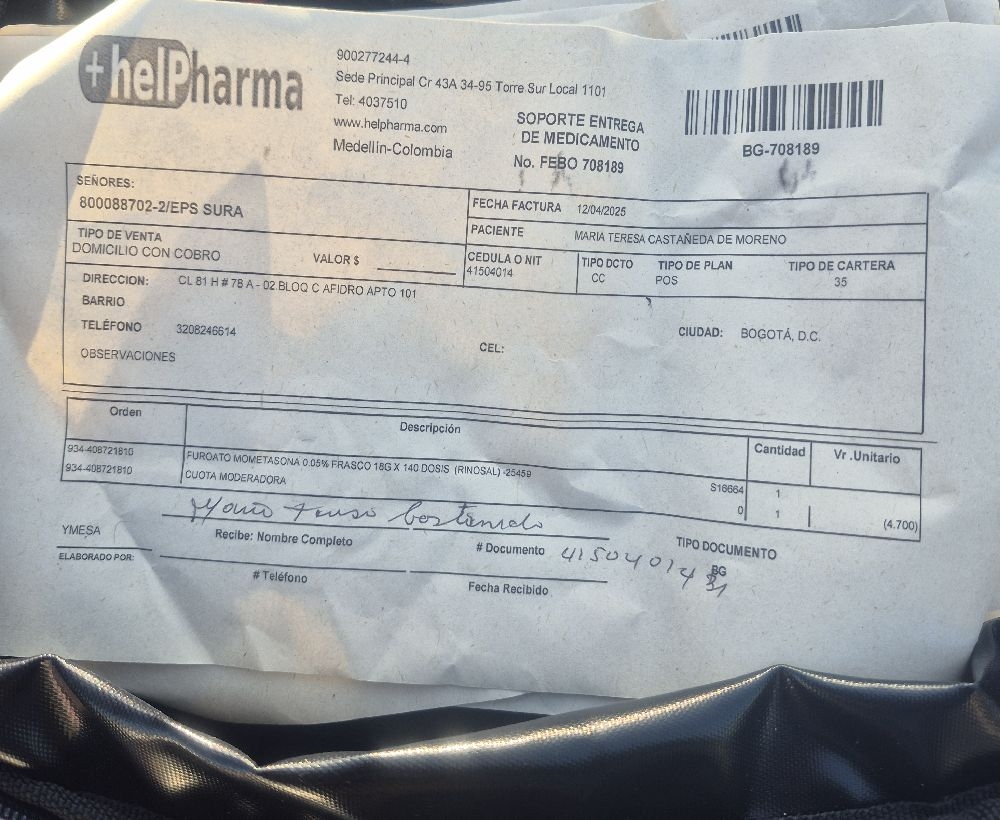 +helPharma
900277244-4
Sede Principal Cr 43A 34-95 Torre Sur Local 1101
Tel: 4037510
www.helpharma.com
Medellín-Colombia
SOPORTE ENTREGA
DE MEDICAMENTO
No. FEBO 708189
BG-708189
SEÑORES:
800088702-2/EPS SURA
FECHA FACTURA 12/04/2025
PACIENTE MARIA TERESA CASTAÑEDA DE MORENO
TIPO DE VENTA
DOMICILIO CON COBRO
VALOR $
CEDULA O NIT
41504014
TIPO DCTO
CC
TIPO DE PLAN
POS
TIPO DE CARTERA
35
DIRECCION: CL 81 H # 78 A - 02 BLOQ C AFIDRO APTO 101
BARRIO
TELÉFONO 3208246614
CIUDAD: BOGOTÁ, D.C.
OBSERVACIONES
CEL:
Orden Descripción Cantidad Vr .Unitario
934-408721810 FUROATO MOMETASONA 0.05% FRASCO 18G X 140 DOSIS (RINOSAL) -25459 S16664 1
934-408721810 CUOTA MODERADORA 0 1 (4.700)
YMESA
ELABORADO POR:
Recibe: Nombre Completo
# Documento 41504014
TIPO DOCUMENTO
BG
# Teléfono
Fecha Recibido